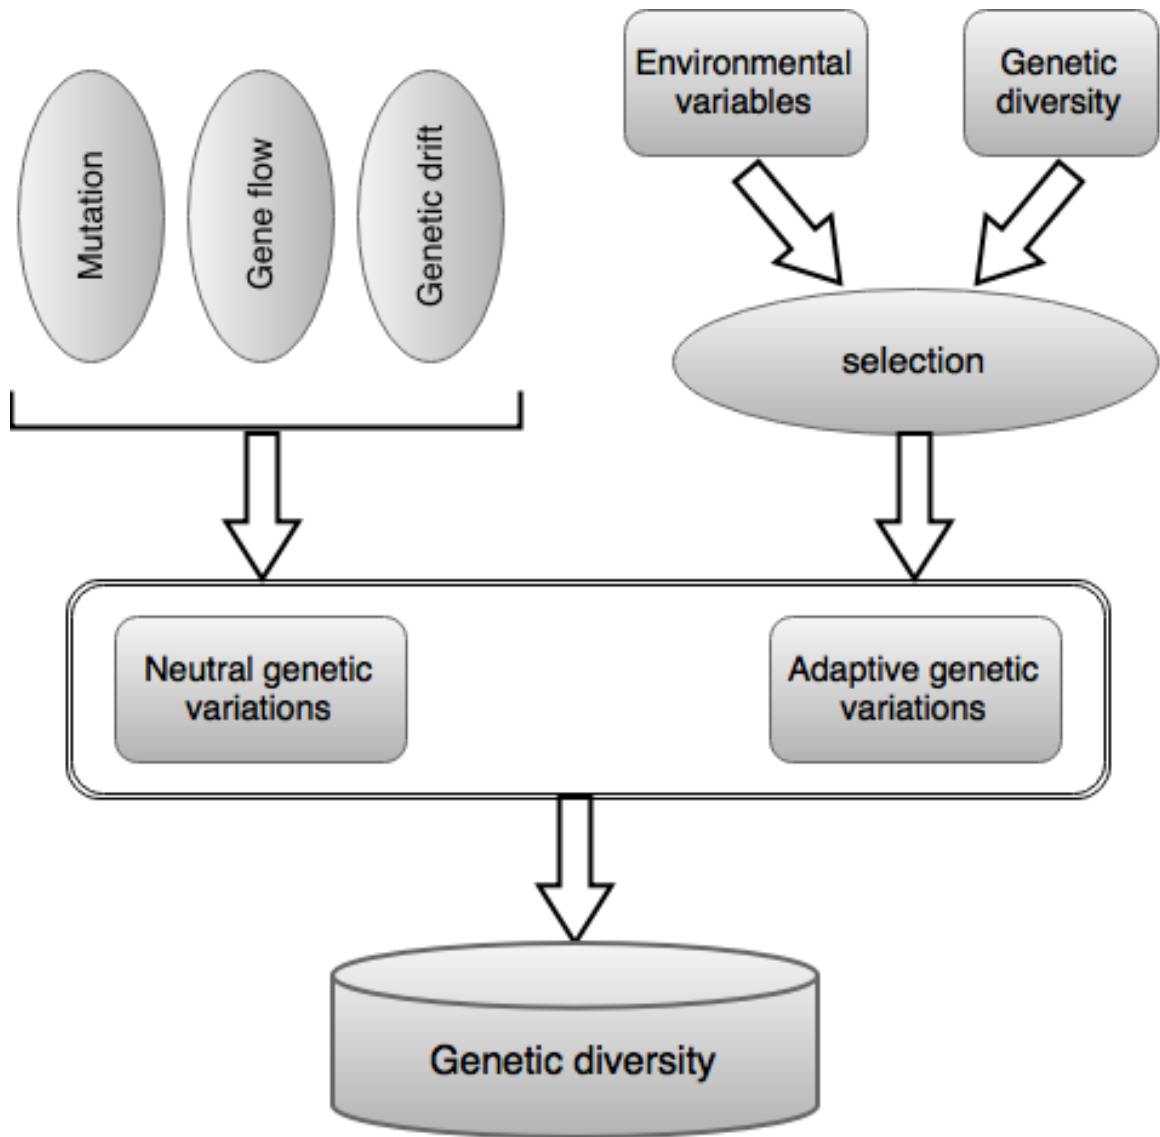 Mutation
Gene flow
Genetic drift
Environmental
variables
Genetic
diversity
selection
Neutral genetic
variations
Adaptive genetic
variations
Genetic diversity